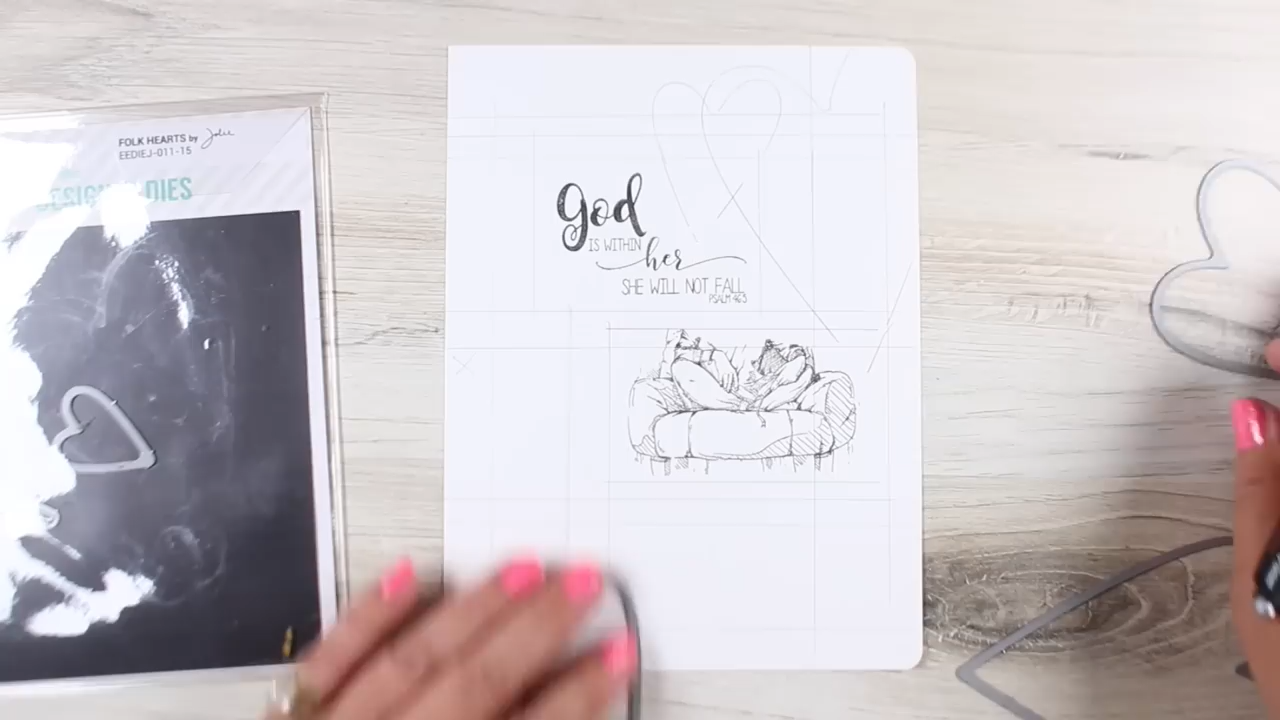 FOLK HEARTS by Jolie
EEDIEJ-011-15
DESIGN DIES
god
IS WITHIN
her
SHE WILL NOT FALL
PSALM 46:5